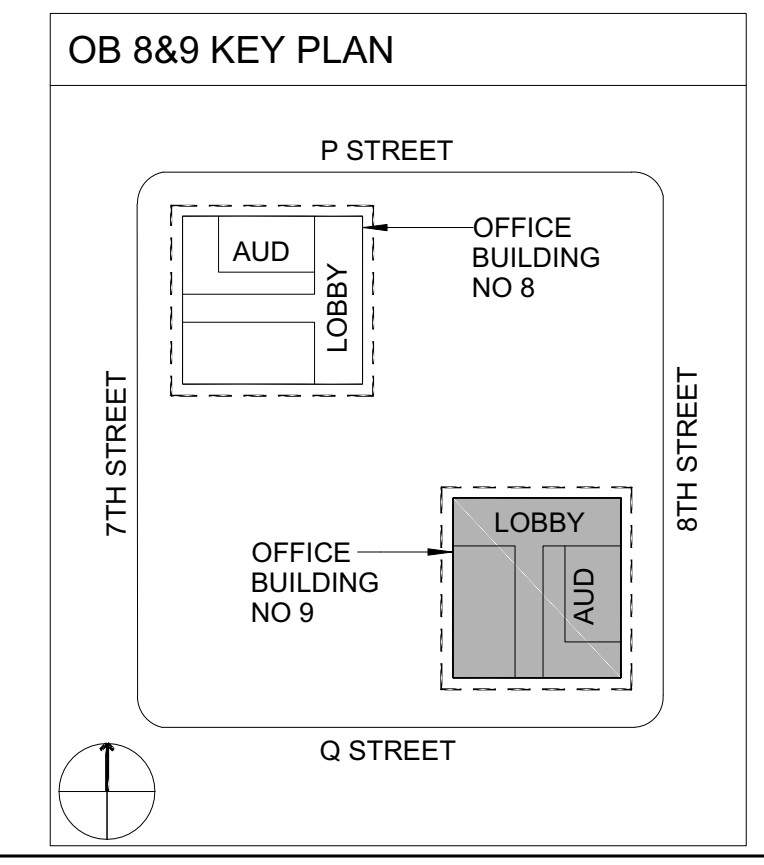 OB 8&9 KEY PLAN
P STREET
AUD
LOBBY
OFFICE
BUILDING
NO 8
7TH STREET
8TH STREET
LOBBY
AUD
OFFICE
BUILDING
NO 9
Q STREET